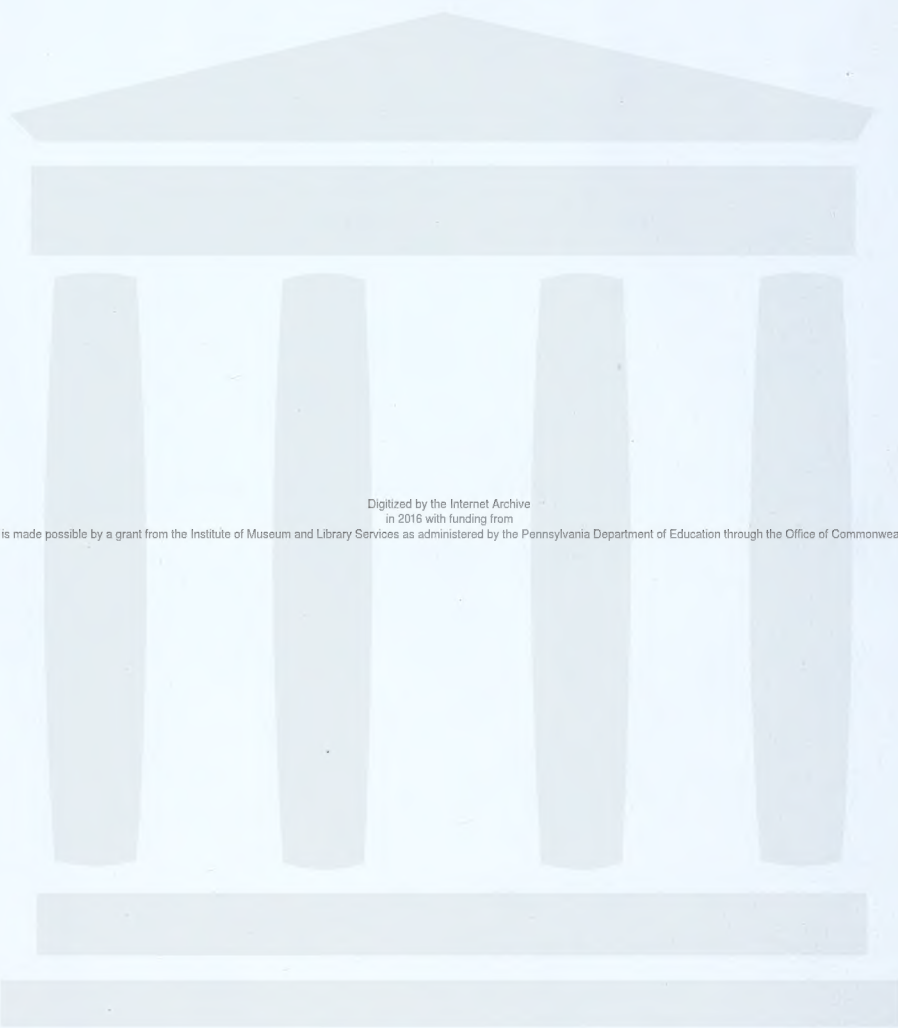 Digitized by the Internet Archive
in 2016 with funding from
is made possible by a grant from the Institute of Museum and Library Services as administered by the Pennsylvania Department of Education through the Office of